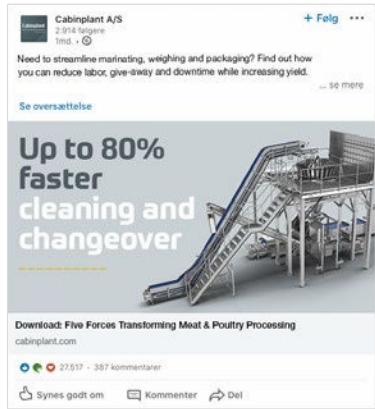 Cabinplant A/S
2.914 følgere
1md. •
+ Følg
Need to streamline marinating, weighing and packaging? Find out how
you can reduce labor, give-away and downtime while increasing yield.
... se mere
Se oversættelse
Up to 80%
faster
cleaning and
changeover
Download: Five Forces Transforming Meat & Poultry Processing
cabinplant.com
27.517 · 387 kommentarer
Synes godt om
Kommenter
Del